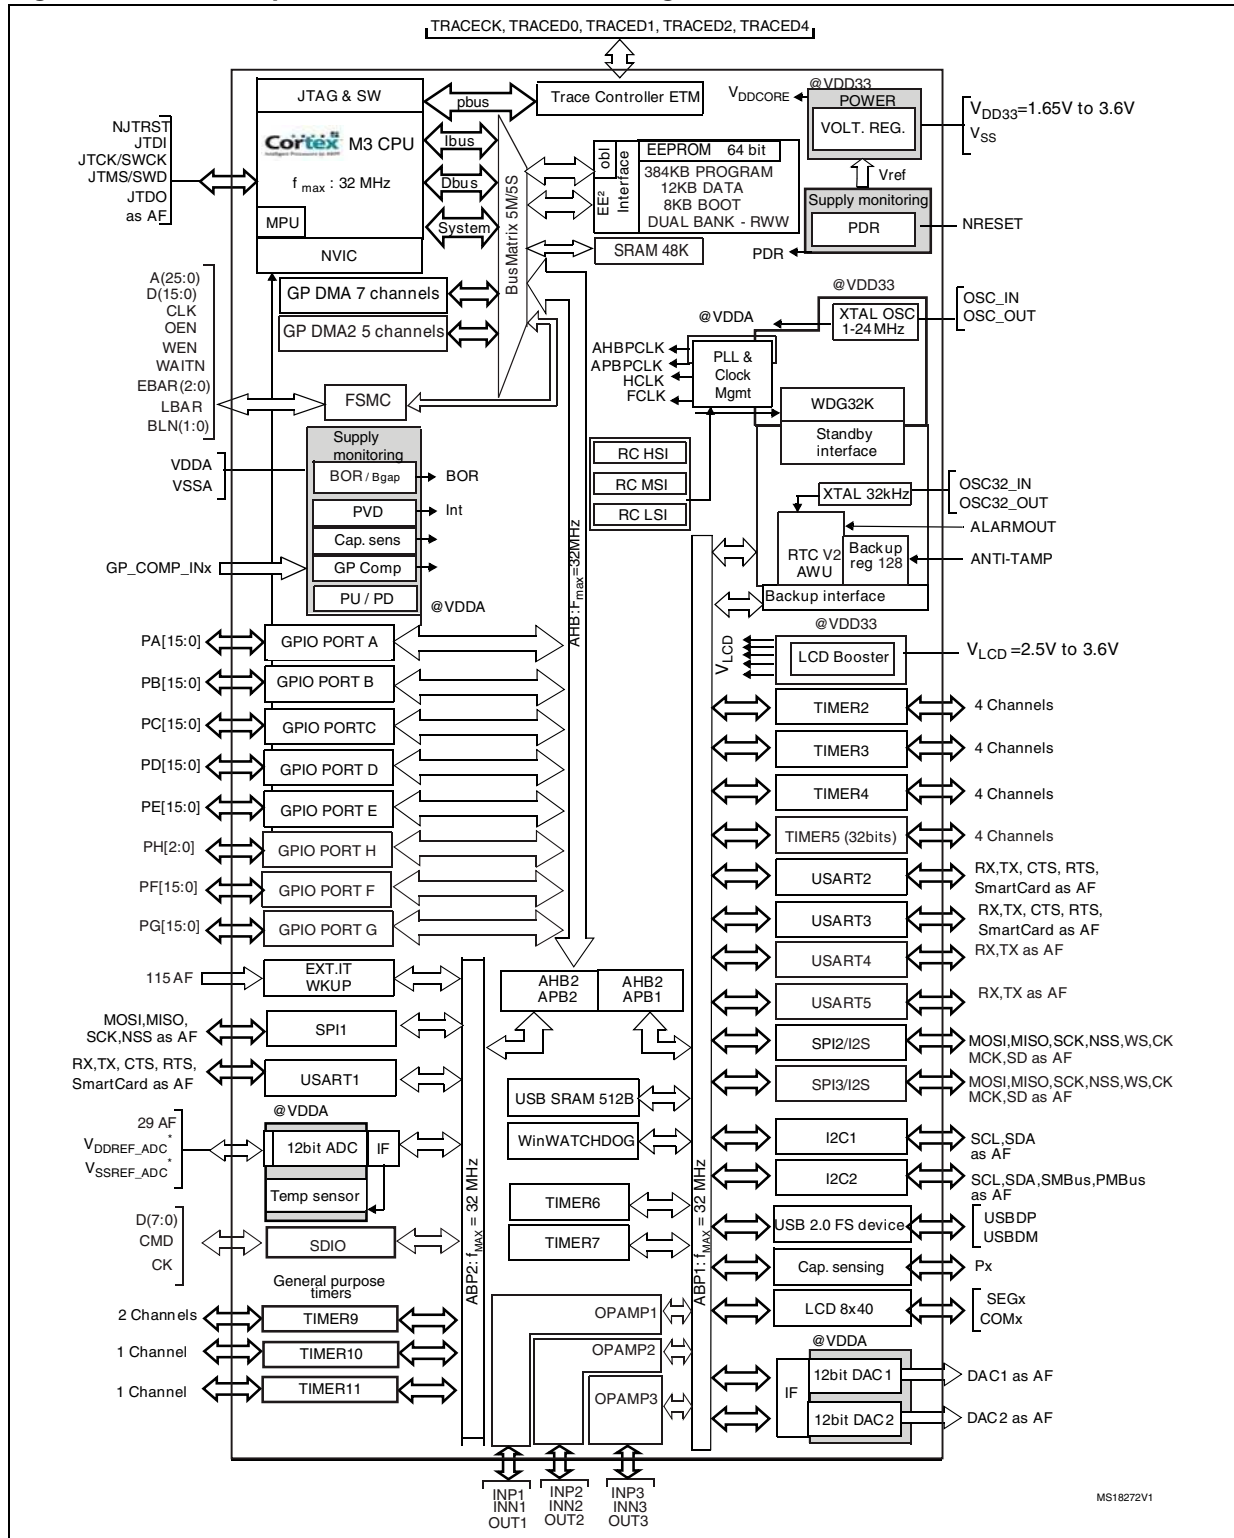 TRACECK, TRACED0, TRACED1, TRACED2, TRACED4
JTAG & SW
pbus
Trace Controller ETM
Cortex M3 CPU
f max : 32 MHz
MPU
NVIC
Ibus
Dbus
System
BusMatrix 5M/5S
NJTRST
JTDI
JTCK/SWCK
JTMS/SWD
JTDO
as AF
EE² Interface
obl
EEPROM 64 bit
384KB PROGRAM
12KB DATA
8KB BOOT
DUAL BANK - RWW
SRAM 48K
@VDD33
VDDCORE
POWER
VOLT. REG.
VDD33=1.65V to 3.6V
VSS
Vref
Supply monitoring
PDR
NRESET
PDR
GP DMA 7 channels
GP DMA2 5 channels
A(25:0)
D(15:0)
CLK
OEN
WEN
WAITN
EBAR(2:0)
LBAR
BLN(1:0)
FSMC
@VDD33
@VDDA
XTAL OSC
1-24 MHz
OSC_IN
OSC_OUT
AHBPCLK
APBPCLK
HCLK
FCLK
PLL &
Clock
Mgmt
WDG32K
Standby
interface
RC HSI
RC MSI
RC LSI
XTAL 32kHz
OSC32_IN
OSC32_OUT
ALARMOUT
RTC V2
AWU
Backup
reg 128
ANTI-TAMP
Backup interface
Supply
monitoring
VDDA
VSSA
BOR / Bgap
BOR
PVD
Int
Cap. sens
GP Comp
GP_COMP_INx
PU / PD
@VDDA
AHB:Fmax=32MHz
@VDD33
VLCD
LCD Booster
VLCD =2.5V to 3.6V
PA[15:0]
GPIO PORT A
PB[15:0]
GPIO PORT B
PC[15:0]
GPIO PORTC
PD[15:0]
GPIO PORT D
PE[15:0]
GPIO PORT E
PH[2:0]
GPIO PORT H
PF[15:0]
GPIO PORT F
PG[15:0]
GPIO PORT G
TIMER2
4 Channels
TIMER3
4 Channels
TIMER4
4 Channels
TIMER5 (32bits)
4 Channels
USART2
RX,TX, CTS, RTS,
SmartCard as AF
USART3
RX,TX, CTS, RTS,
SmartCard as AF
USART4
RX,TX as AF
USART5
RX,TX as AF
SPI2/I2S
MOSI,MISO,SCK,NSS,WS,CK
MCK,SD as AF
SPI3/I2S
MOSI,MISO,SCK,NSS,WS,CK
MCK,SD as AF
I2C1
SCL,SDA
as AF
I2C2
SCL,SDA,SMBus,PMBus
as AF
USB 2.0 FS device
USBDP
USBDM
Cap. sensing
Px
LCD 8x40
SEGx
COMx
@VDDA
IF
12bit DAC1
DAC1 as AF
12bit DAC2
DAC2 as AF
115 AF
EXT.IT
WKUP
MOSI,MISO,
SCK,NSS as AF
SPI1
RX,TX, CTS, RTS,
SmartCard as AF
USART1
@VDDA
29 AF
VDDREF_ADC*
VSSREF_ADC*
12bit ADC
IF
Temp sensor
D(7:0)
CMD
CK
SDIO
General purpose
timers
2 Channels
TIMER9
1 Channel
TIMER10
1 Channel
TIMER11
ABP2: fMAX = 32 MHz
AHB2
APB2
AHB2
APB1
USB SRAM 512B
WinWATCHDOG
TIMER6
TIMER7
ABP1: fMAX = 32 MHz
OPAMP1
OPAMP2
OPAMP3
INP1
INN1
OUT1
INP2
INN2
OUT2
INP3
INN3
OUT3
MS18272V1